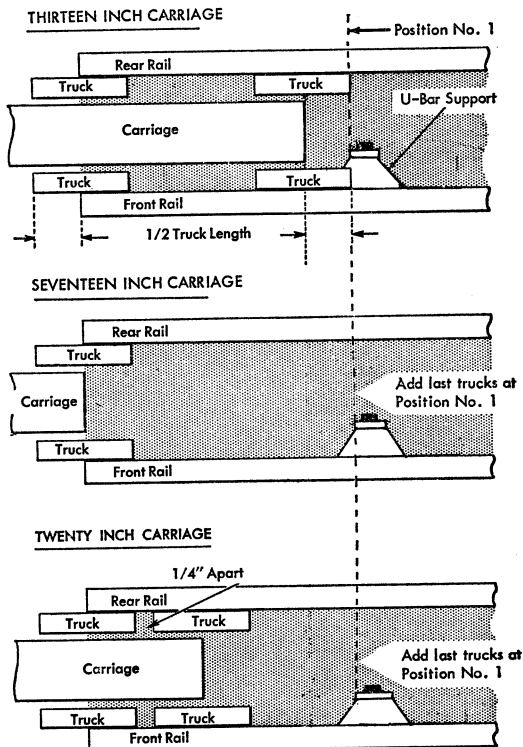 THIRTEEN INCH CARRIAGE
Position No. 1
Rear Rail
Truck Truck
U-Bar Support
Carriage
Truck Truck
Front Rail
1/2 Truck Length
SEVENTEEN INCH CARRIAGE
Rear Rail
Truck
Carriage
Add last trucks at
Position No. 1
Truck
Front Rail
TWENTY INCH CARRIAGE
1/4" Apart
Rear Rail
Truck Truck
Carriage
Add last trucks at
Position No. 1
Truck Truck
Front Rail